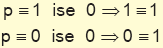 p ≡ 1 ise 0 ⇒ 1 ≡ 1
p ≡ 0 ise 0 ⇒ 0 ≡ 1